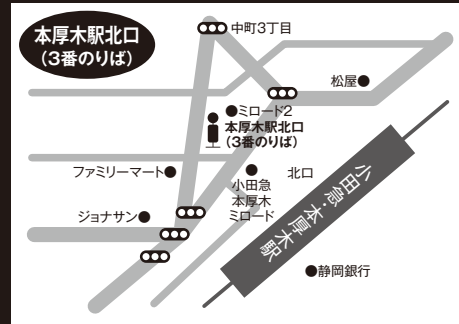 本厚木駅北口
(3番のりば)
中町3丁目
松屋
ミロード2
本厚木駅北口
(3番のりば)
ファミリーマート
北口
小田急
本厚木
ミロード
ジョナサン
小田急・本厚木駅
静岡銀行